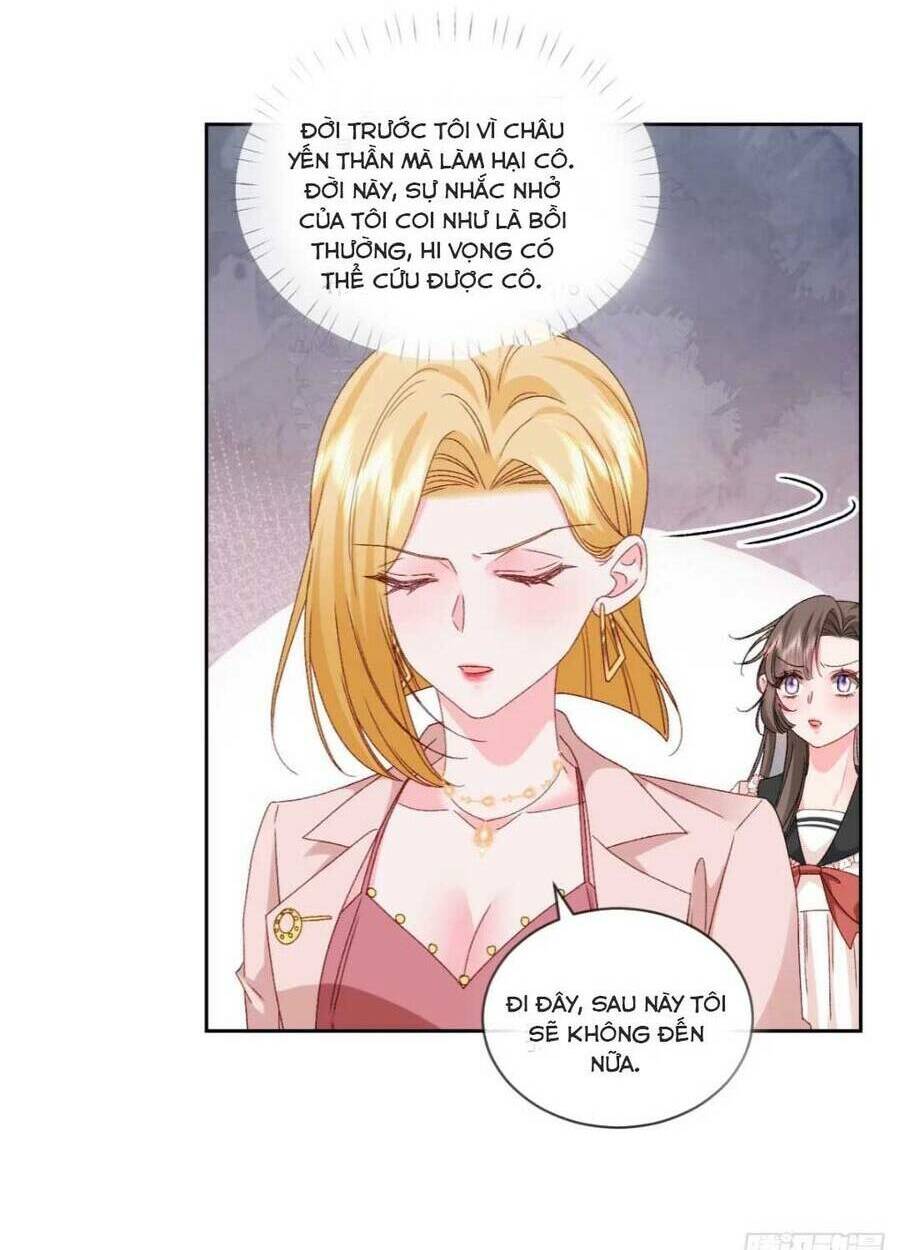 ĐỜI TRƯỚC TÔI VÌ CHÂU
YẾN THẦN MÀ LÀM HẠI CÔ.
ĐỜI NÀY, SỰ NHẮC NHỞ
CỦA TÔI COI NHƯ LÀ BỒI
THƯỜNG, HI VỌNG CÓ
THỂ CỨU ĐƯỢC CÔ.
ĐI ĐÂY, SAU NÀY TÔI
SẼ KHÔNG ĐẾN
NỮA.